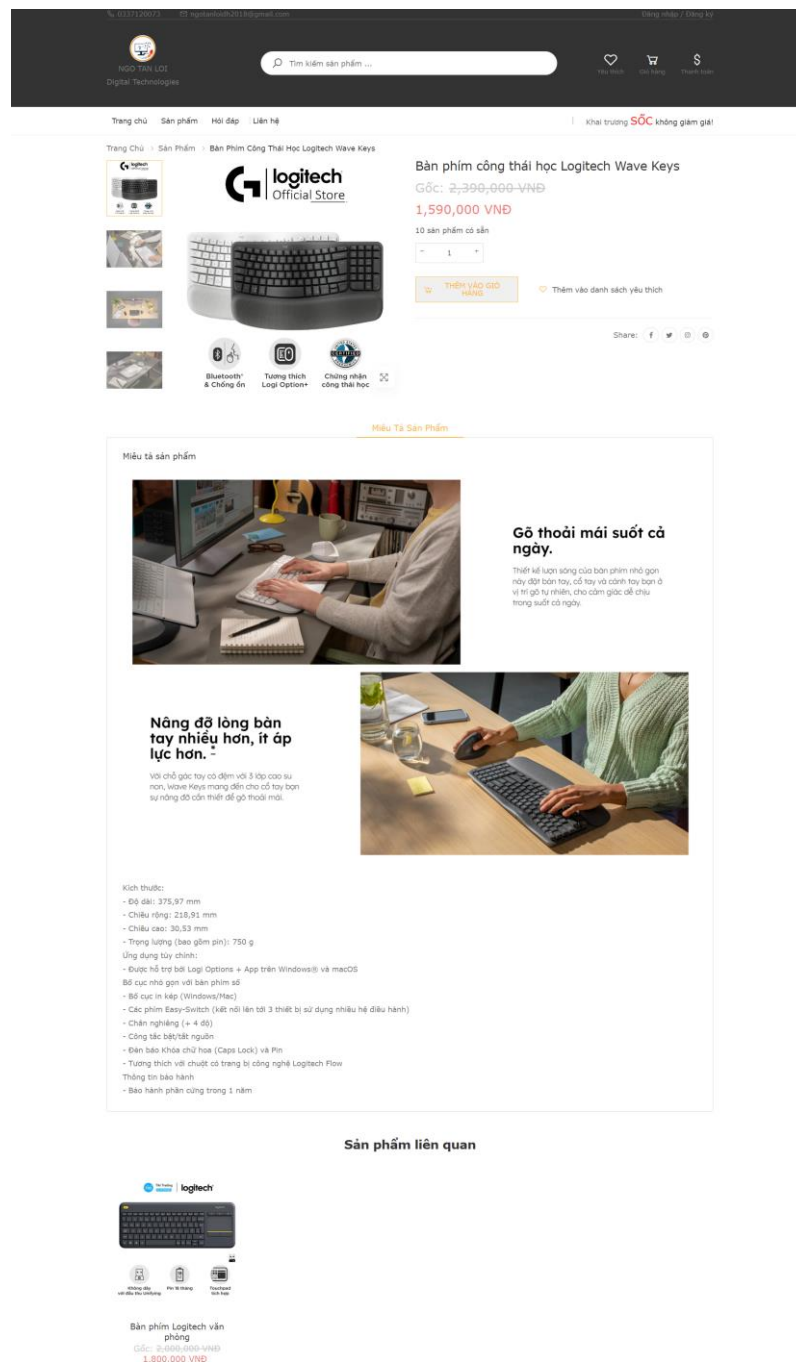 0337120073 ngotanloidh2018@gmail.com Đăng nhập / Đăng ký
NGO TAN LOI
Digital Technologies
Tìm kiếm sản phẩm ...
Yêu thích Giỏ hàng Thanh toán
Trang chủ Sản phẩm Hỏi đáp Liên hệ
Khai trương SỐC không giảm giá!
Trang Chủ Sản Phẩm Bàn Phím Công Thái Học Logitech Wave Keys
logitech
Official Store
Bluetooth®
& Chống ồn
Tương thích
Logi Option+
Chứng nhận
công thái học
Bàn phím công thái học Logitech Wave Keys
Gốc: 2,390,000 VNĐ
1,590,000 VNĐ
10 sản phẩm có sẵn
- 1 +
THÊM VÀO GIỎ
HÀNG
Thêm vào danh sách yêu thích
Share:
Miêu Tả Sản Phẩm
Miêu tả sản phẩm
Gõ thoải mái suốt cả
ngày.
Thiết kế lượn sóng của bàn phím nhỏ gọn
này đặt bàn tay, cổ tay và cánh tay bạn ở
vị trí gõ tự nhiên, cho cảm giác dễ chịu
trong suốt cả ngày.
Nâng đỡ lòng bàn
tay nhiều hơn, ít áp
lực hơn.
Với chỗ gác tay có đệm với 3 lớp cao su
non, Wave Keys mang đến cho cổ tay bạn
sự nâng đỡ cần thiết để gõ thoải mái.
Kích thước:
- Độ dài: 375,97 mm
- Chiều rộng: 218,91 mm
- Chiều cao: 30,53 mm
- Trọng lượng (bao gồm pin): 750 g
Ứng dụng tùy chỉnh:
- Được hỗ trợ bởi Logi Options + App trên Windows® và macOS
Bố cục nhỏ gọn với bàn phím số
- Bố cục in kép (Windows/Mac)
- Các phím Easy-Switch (kết nối lên tới 3 thiết bị sử dụng nhiều hệ điều hành)
- Chân nghiêng (+ 4 độ)
- Công tắc bật/tắt nguồn
- Đèn báo Khóa chữ hoa (Caps Lock) và Pin
- Tương thích với chuột có trang bị công nghệ Logitech Flow
Thông tin bảo hành
- Bảo hành phần cứng trong 1 năm
Sản phẩm liên quan
logitech
Không dây
với đầu thu Unifying
Pin 18 tháng
Touchpad
tích hợp
Bàn phím Logitech văn
phòng
Gốc: 2,000,000 VNĐ
1,800,000 VNĐ